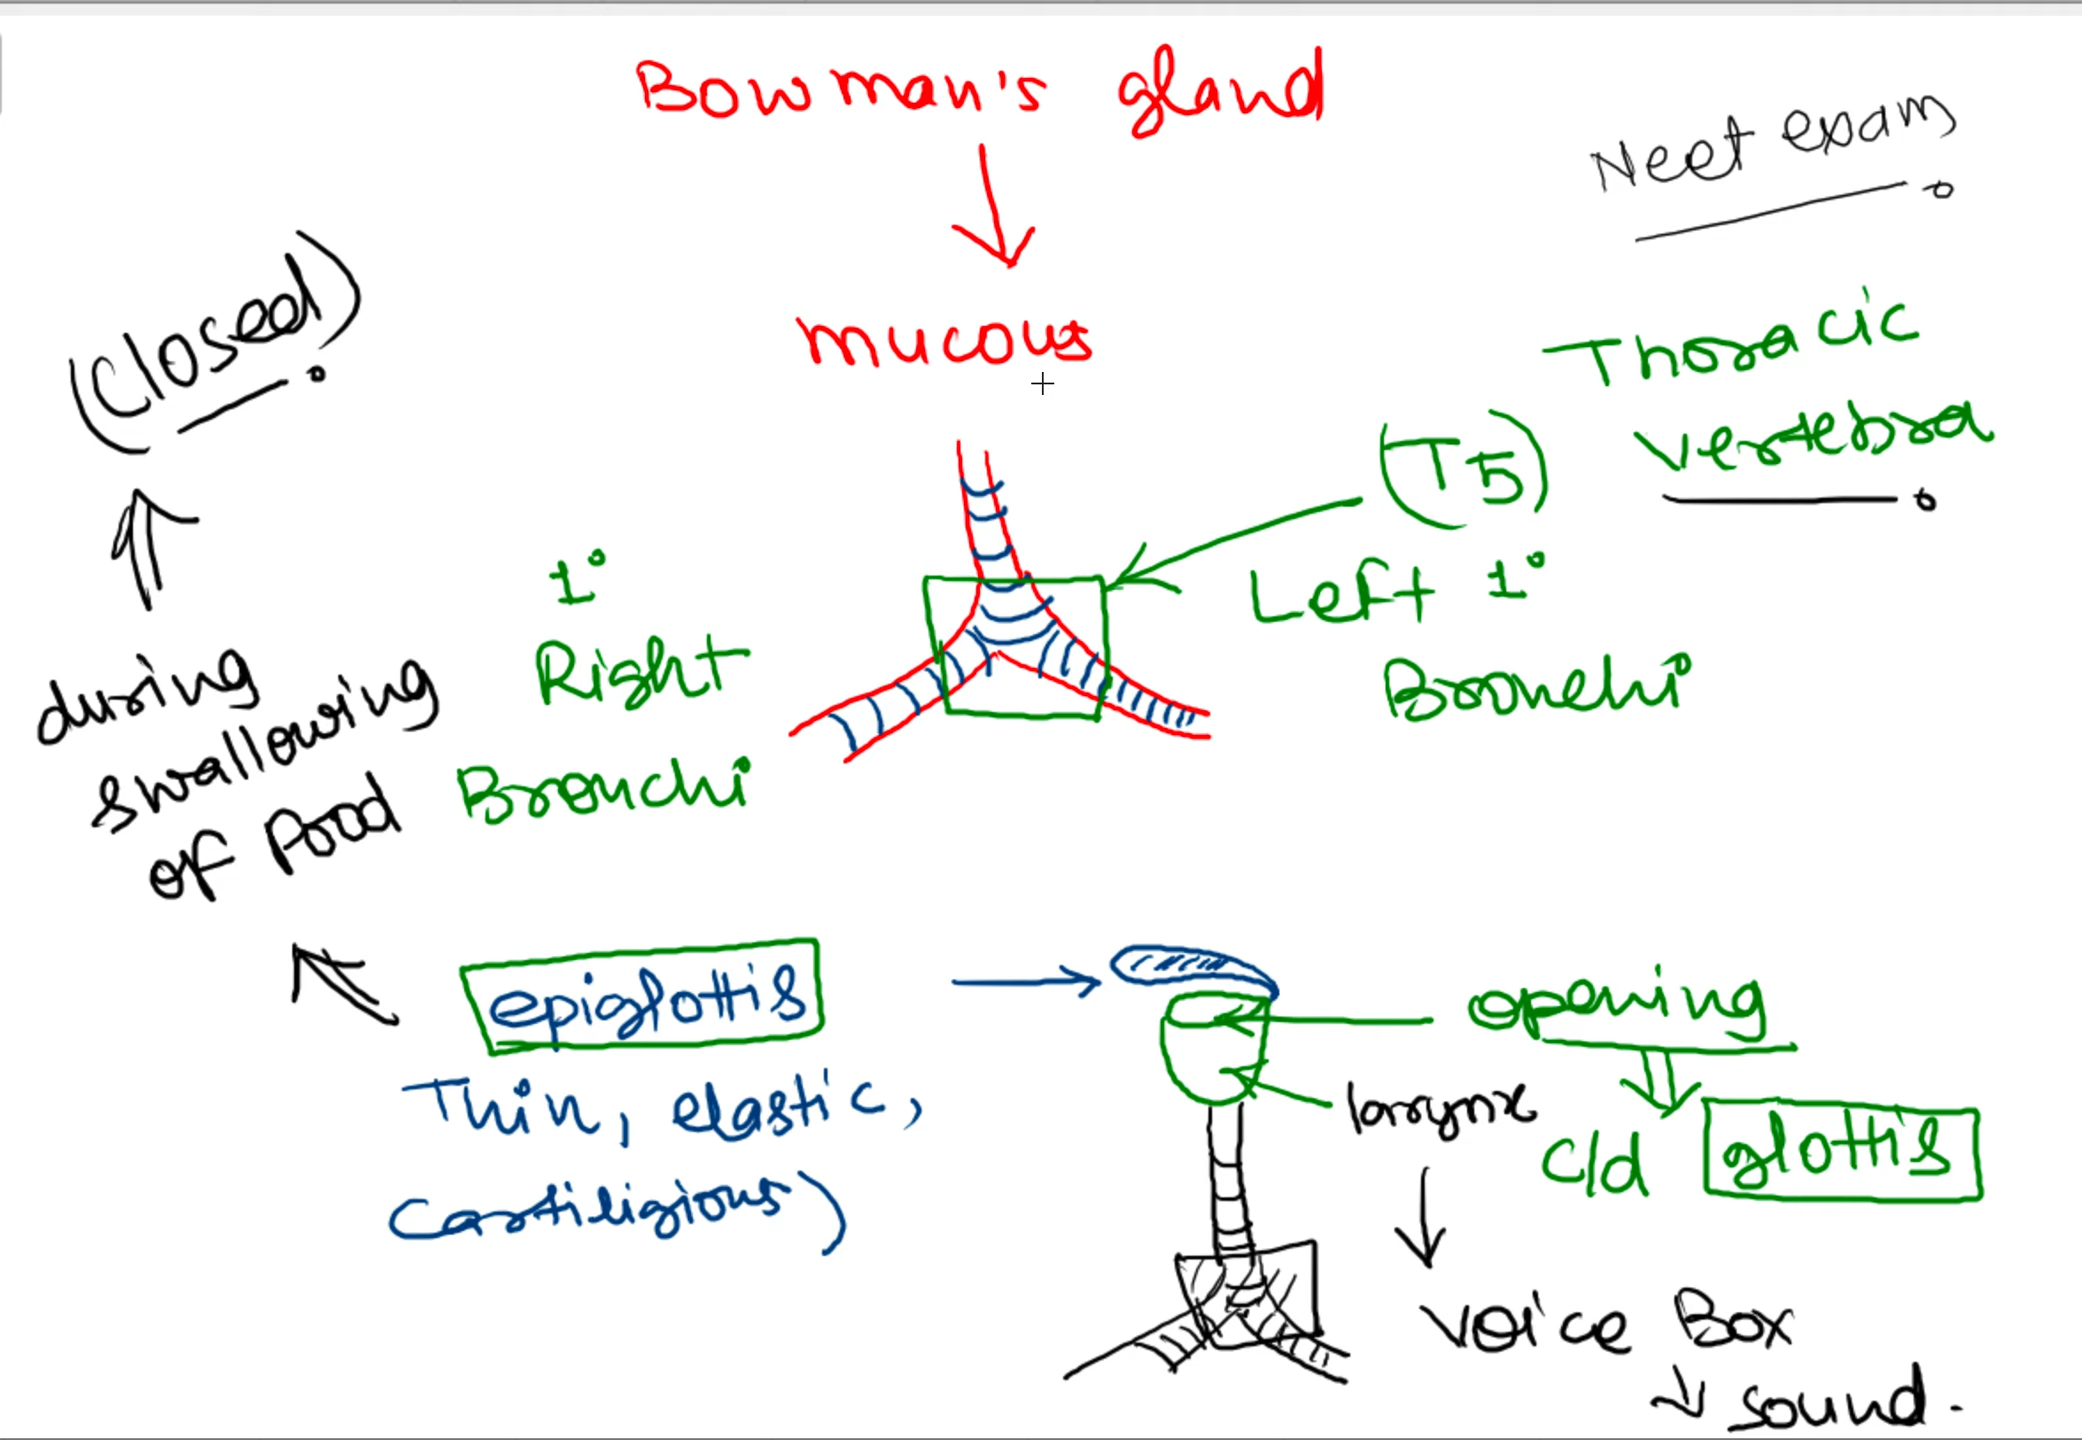 Bowman's gland
Neet exam
mucous
(Closed)
Thoracic
vertebra
(T5)
1°
Right
Bronchi
Left 1°
Bronchi
during
swallowing
of food
epiglottis
Thin, elastic,
Cartiligious)
opening
larynx
c/d glottis
Voice Box
sound.